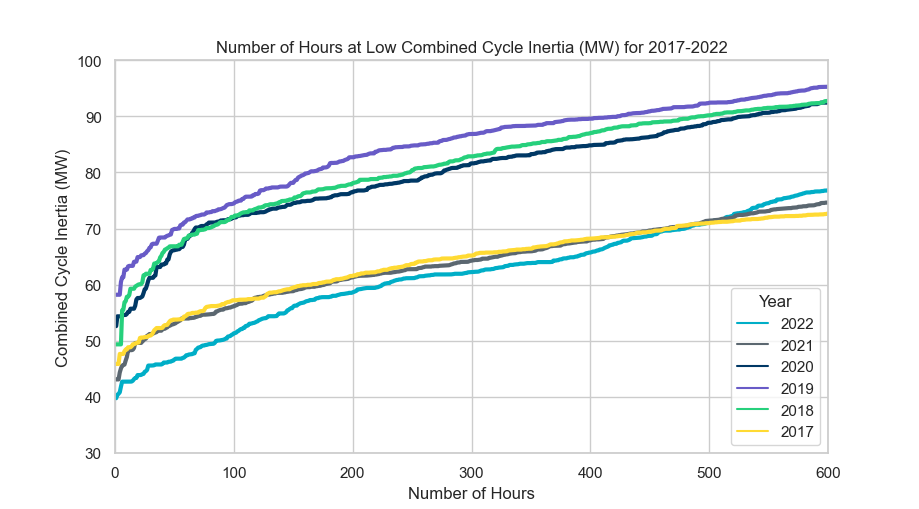 Number of Hours at Low Combined Cycle Inertia (MW) for 2017-2022
Combined Cycle Inertia (MW)
100
90
80
70
60
50
40
30
0 100 200 300 400 500 600
Number of Hours
Year
2022
2021
2020
2019
2018
2017